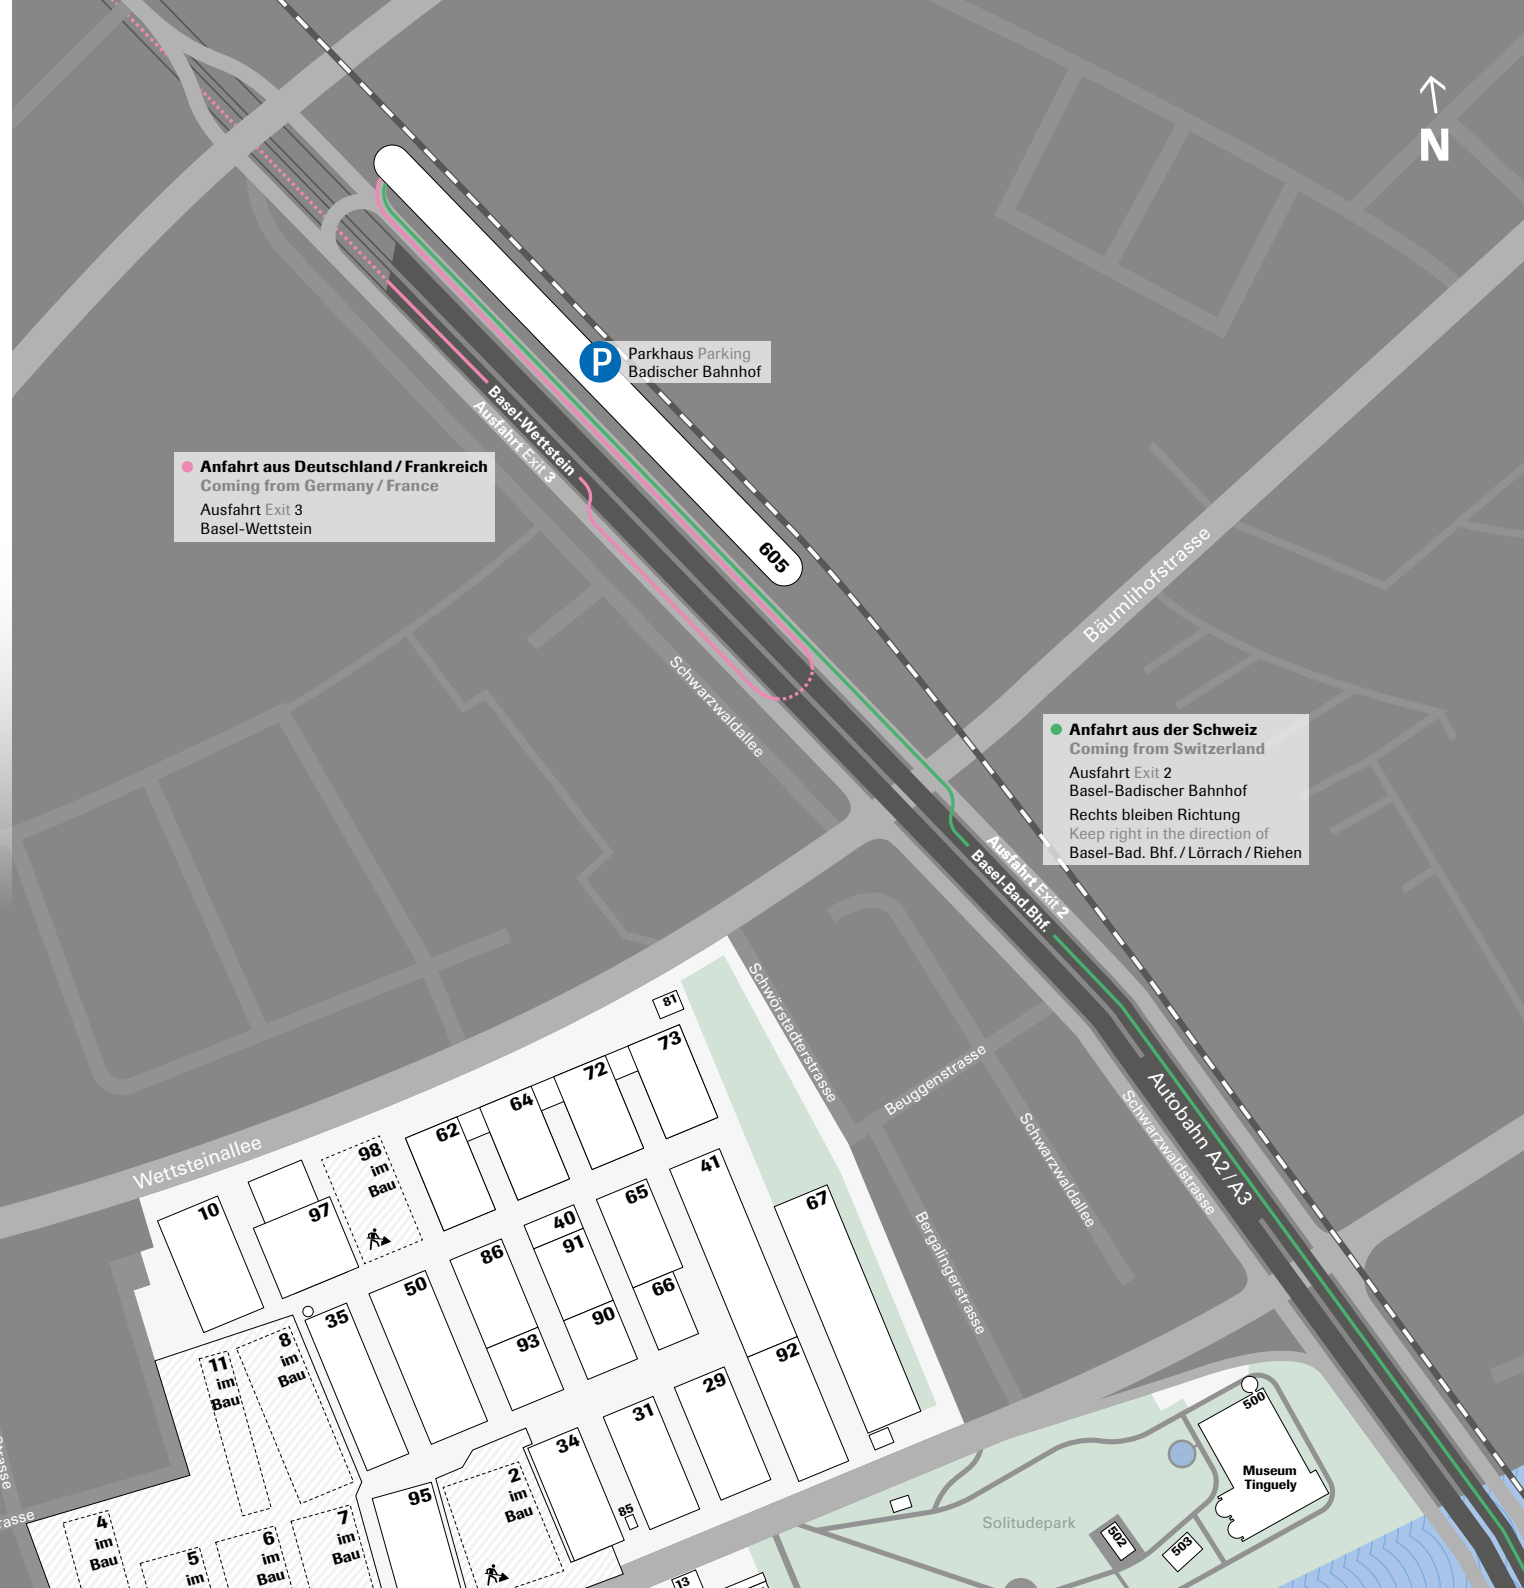 N
P
Parkhaus Parking
Badischer Bahnhof
Basel-Wettstein
Ausfahrt Exit 3
Anfahrt aus Deutschland / Frankreich
Coming from Germany / France
Ausfahrt Exit 3
Basel-Wettstein
605
Bäumlihofstrasse
Schwarzwaldallee
Anfahrt aus der Schweiz
Coming from Switzerland
Ausfahrt Exit 2
Basel-Badischer Bahnhof
Rechts bleiben Richtung
Keep right in the direction of
Basel-Bad. Bhf. / Lörrach / Riehen
Ausfahrt Exit 2
Basel-Bad.Bhf.
Schwörstadterstrasse
Beuggenstrasse
Autobahn A2 / A3
Schwarzwaldstrasse
Schwarzwaldallee
Bergalingerstrasse
Wettsteinallee
81
73
72
64
62
98
im
Bau
97
10
41
67
65
40
91
86
66
90
93
50
35
8
im
Bau
11
im
Bau
92
29
31
34
85
2
im
Bau
95
7
im
Bau
6
im
Bau
5
im
4
im
Bau
13
500
Museum
Tinguely
Solitudepark
502
503
rasse